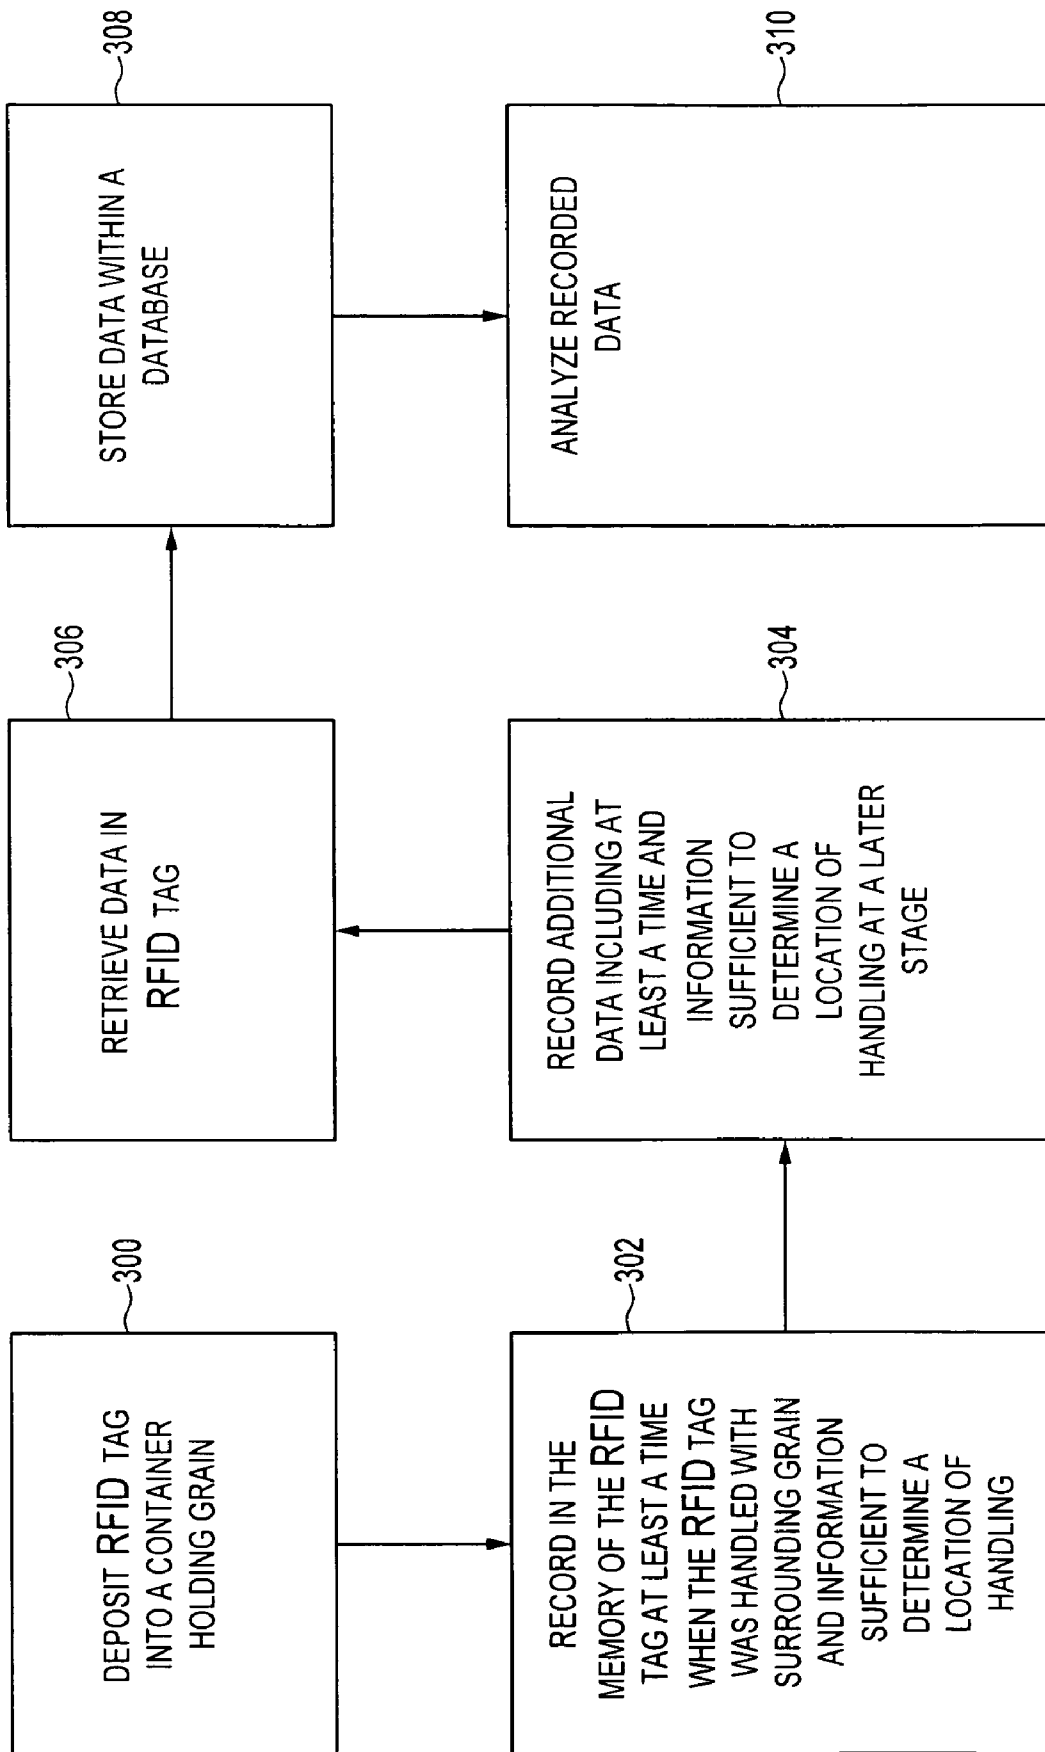 300
DEPOSIT RFID TAG
INTO A CONTAINER
HOLDING GRAIN
302
RECORD IN THE
MEMORY OF THE RFID
TAG AT LEAST A TIME
WHEN THE RFID TAG
WAS HANDLED WITH
SURROUNDING GRAIN
AND INFORMATION
SUFFICIENT TO
DETERMINE A
LOCATION OF
HANDLING
304
RECORD ADDITIONAL
DATA INCLUDING AT
LEAST A TIME AND
INFORMATION
SUFFICIENT TO
DETERMINE A
LOCATION OF
HANDLING AT A LATER
STAGE
306
RETRIEVE DATA IN
RFID TAG
308
STORE DATA WITHIN A
DATABASE
310
ANALYZE RECORDED
DATA